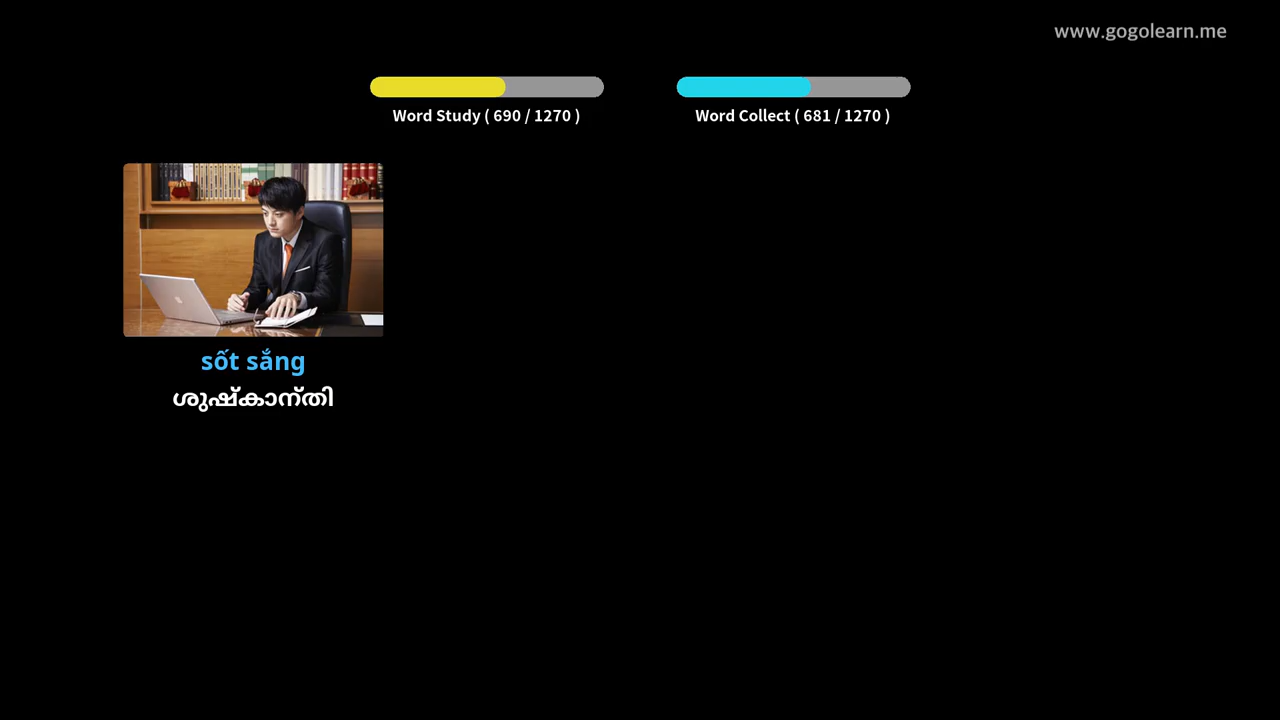 www.gogolearn.me
Word Study ( 690 / 1270 )
Word Collect ( 681 / 1270 )
sốt sắng
ശുഷ്കാന്തി